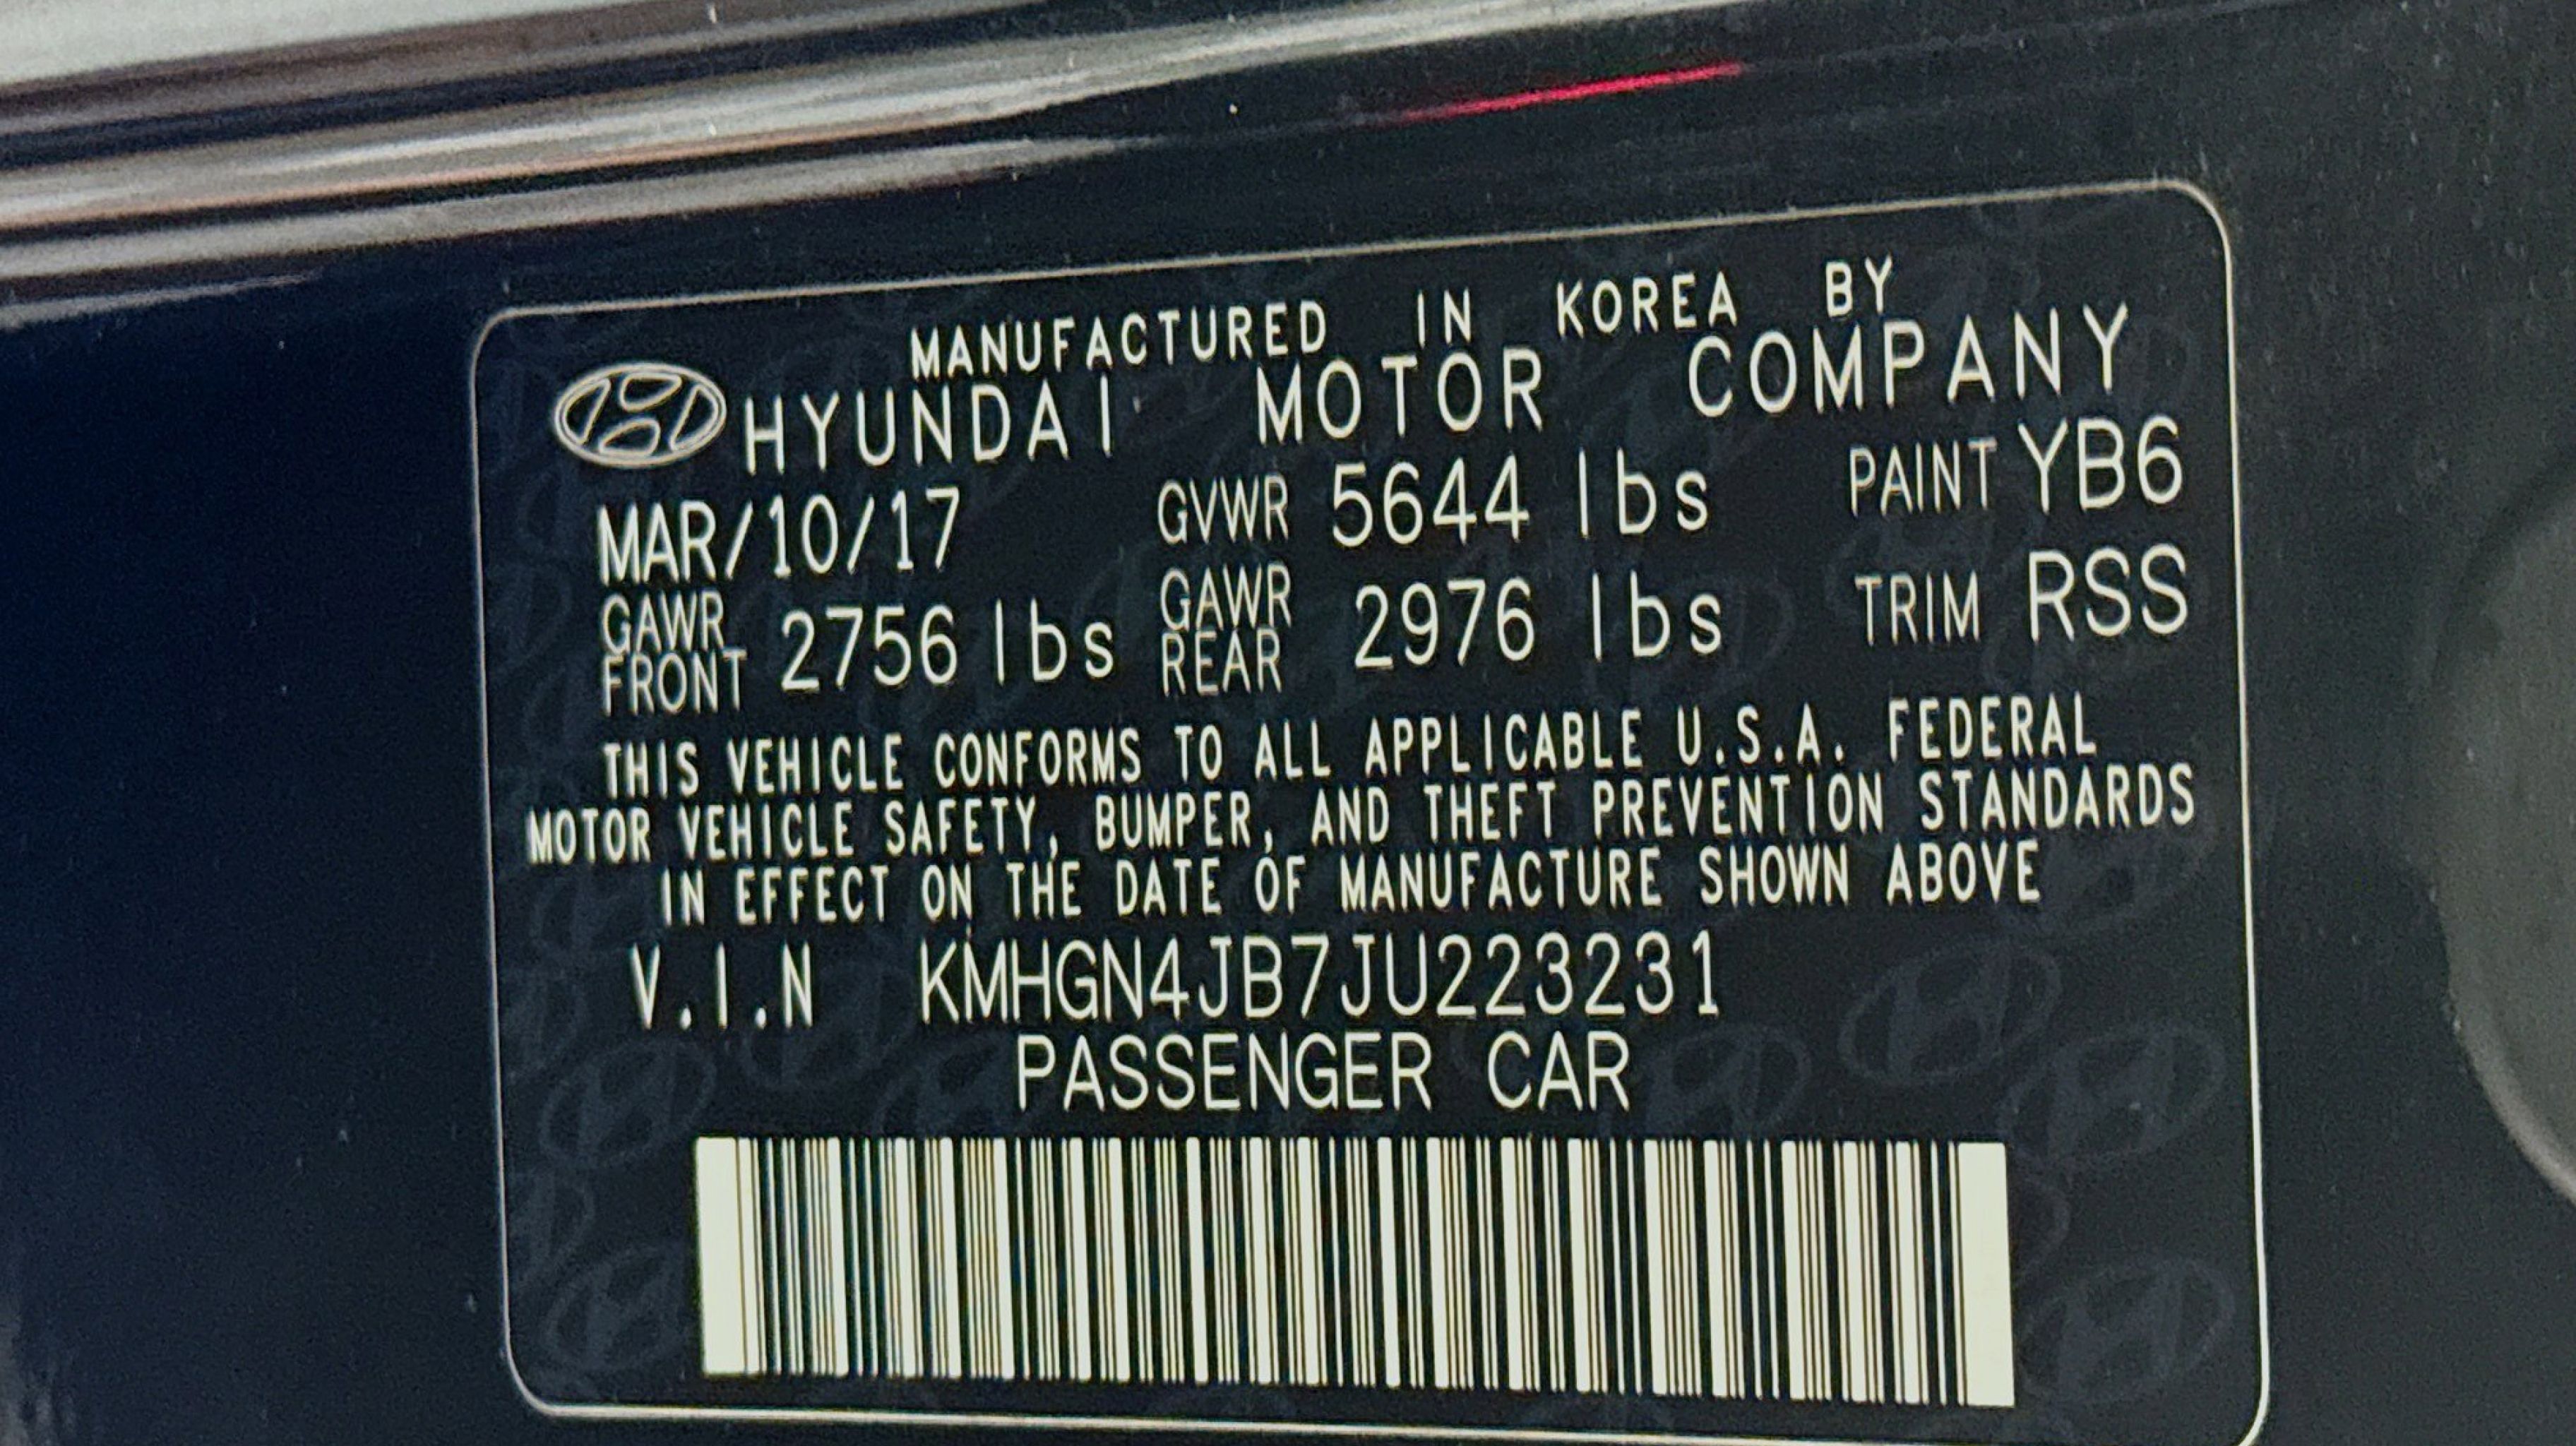 MANUFACTURED IN KOREA BY
HYUNDAI MOTOR COMPANY
MAR/10/17 GVWR 5644 lbs PAINT YB6
GAWR FRONT 2756 lbs GAWR REAR 2976 lbs TRIM RSS
THIS VEHICLE CONFORMS TO ALL APPLICABLE U.S.A. FEDERAL
MOTOR VEHICLE SAFETY, BUMPER, AND THEFT PREVENTION STANDARDS
IN EFFECT ON THE DATE OF MANUFACTURE SHOWN ABOVE
V.I.N KMHGN4JB7JU223231
PASSENGER CAR